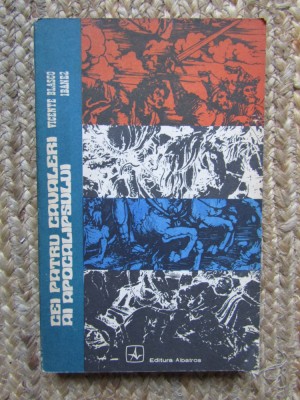 VICENTE BLASCO
IBANEZ
CEI PATRU CAVALERI
AI APOCALIPSULUI
Editura Albatros